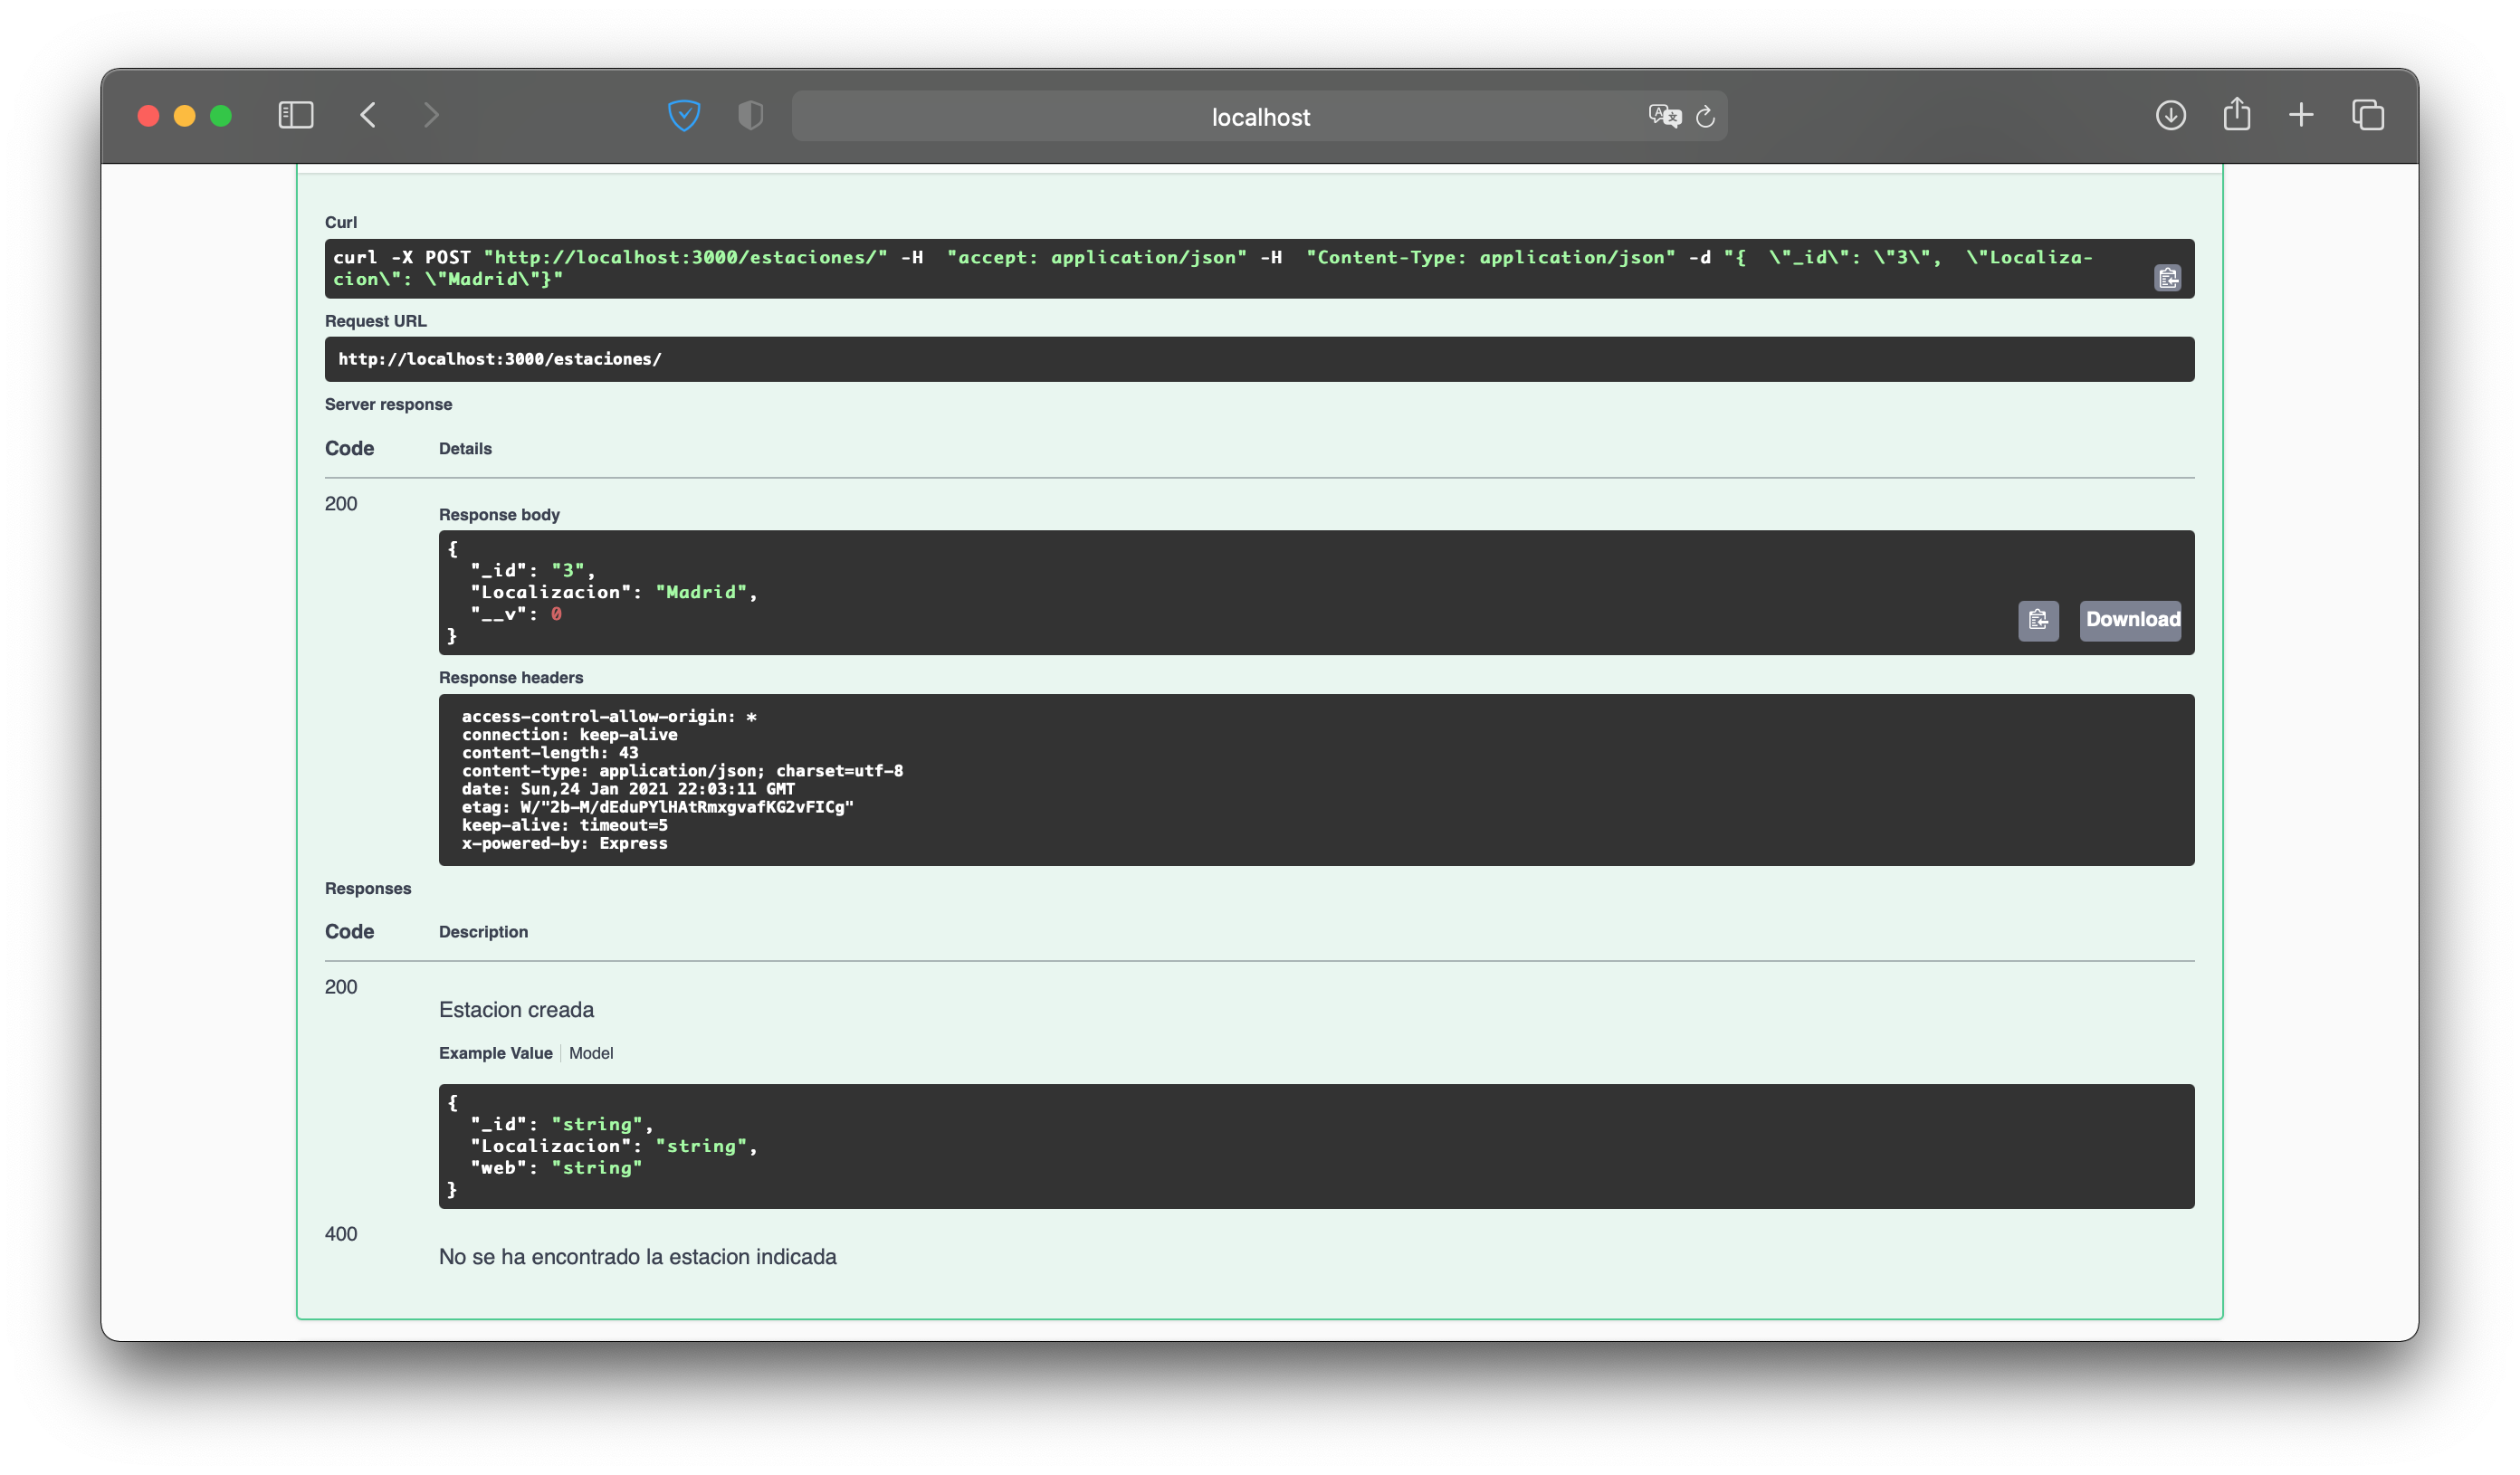 localhost
Curl
curl -X POST "http://localhost:3000/estaciones/" -H  "accept: application/json" -H  "Content-Type: application/json" -d "{  \"_id\": \"3\",  \"Localiza-
cion\": \"Madrid\"}"
Request URL
http://localhost:3000/estaciones/
Server response
Code Details
200
Response body
{
  "_id": "3",
  "Localizacion": "Madrid",
  "__v": 0
}
Download
Response headers
access-control-allow-origin: *
connection: keep-alive
content-length: 43
content-type: application/json; charset=utf-8
date: Sun,24 Jan 2021 22:03:11 GMT
etag: W/"2b-M/dEduPYlHAtRmxgvafKG2vFICg"
keep-alive: timeout=5
x-powered-by: Express
Responses
Code Description
200
Estacion creada
Example Value Model
{
  "_id": "string",
  "Localizacion": "string",
  "web": "string"
}
400
No se ha encontrado la estacion indicada